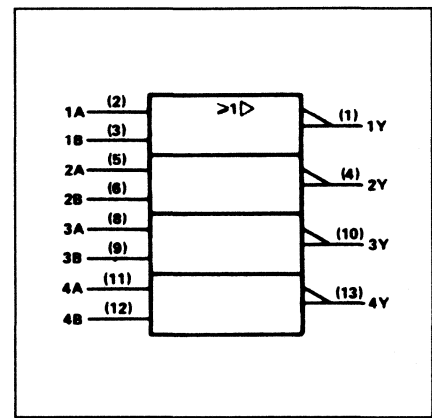 (2) ≥1▷ (1)
1A 1Y
(3)
1B
(5)
2A (4)
2Y
(6)
2B
(8)
3A (10)
3Y
(9)
3B
(11)
4A (13)
4Y
(12)
4B